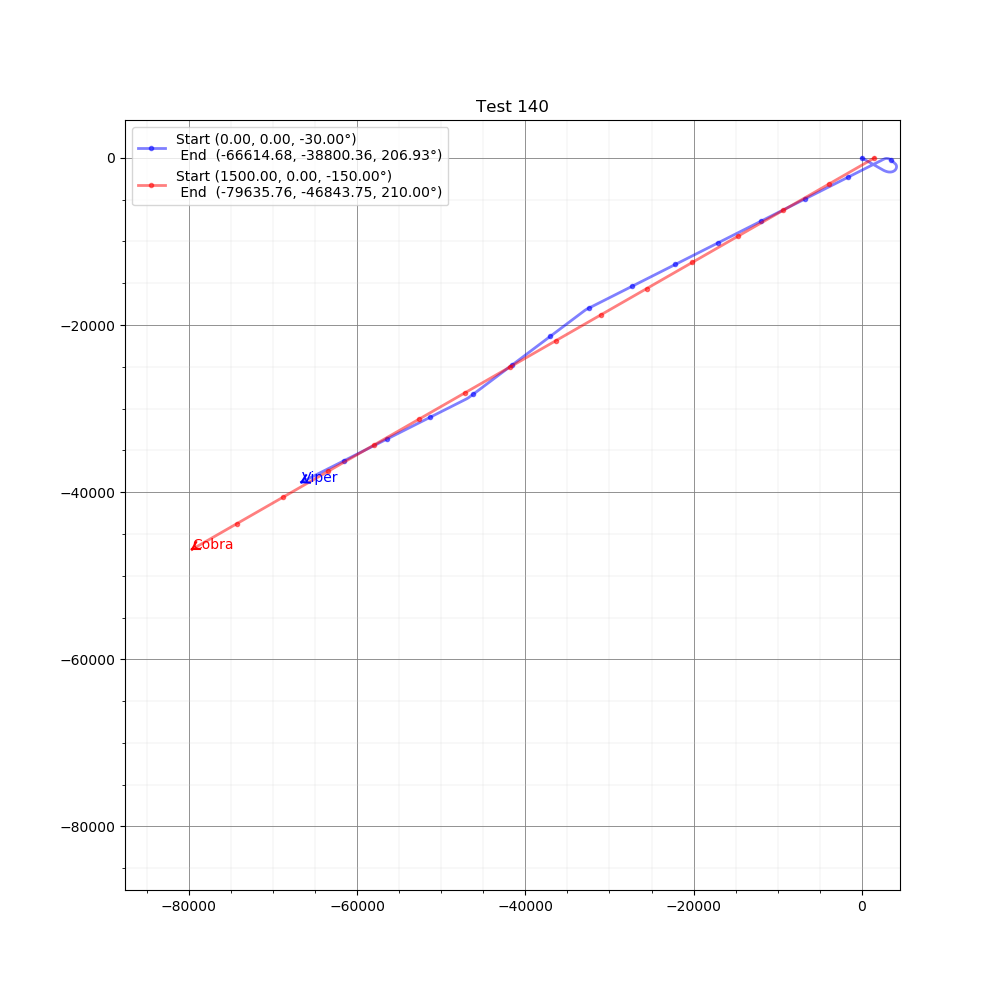 Test 140
Start (0.00, 0.00, -30.00°)
End  (-66614.68, -38800.36, 206.93°)
Start (1500.00, 0.00, -150.00°)
End  (-79635.76, -46843.75, 210.00°)
0
−20000
−40000
−60000
−80000
Viper
Cobra
−80000
−60000
−40000
−20000
0